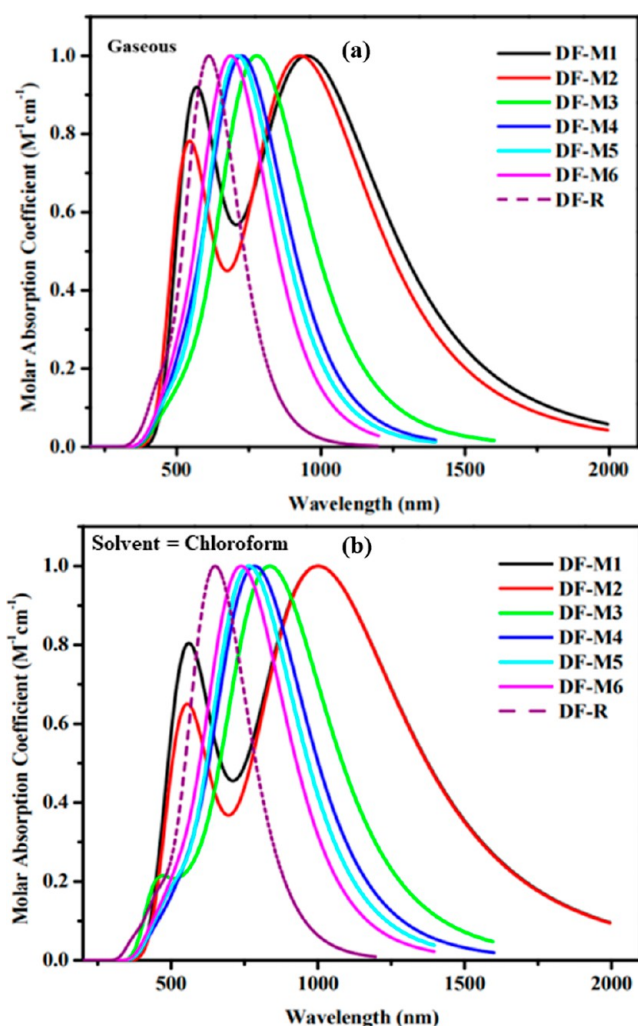 Gaseous
(a)
DF-M1
DF-M2
DF-M3
DF-M4
DF-M5
DF-M6
DF-R
Molar Absorption Coefficient (M⁻¹cm⁻¹)
1.0
0.8
0.6
0.4
0.2
0.0
500
1000
1500
2000
Wavelength (nm)
Solvent = Chloroform
(b)
DF-M1
DF-M2
DF-M3
DF-M4
DF-M5
DF-M6
DF-R
Molar Absorption Coefficient (M⁻¹cm⁻¹)
1.0
0.8
0.6
0.4
0.2
0.0
500
1000
1500
2000
Wavelength (nm)